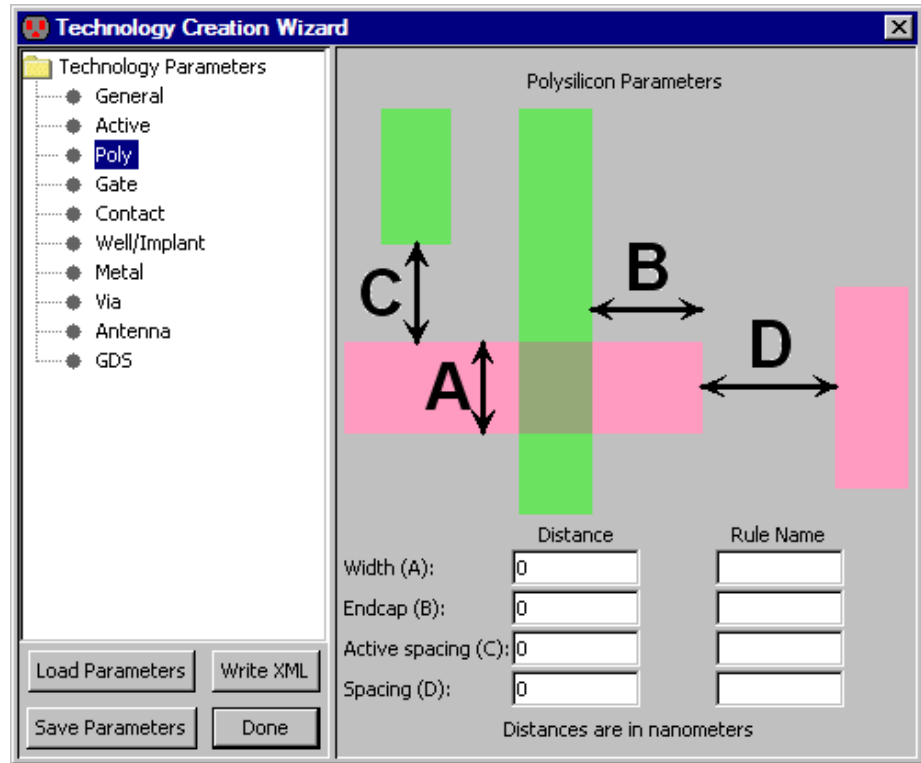 Technology Creation Wizard
Technology Parameters
General
Active
Poly
Gate
Contact
Well/Implant
Metal
Via
Antenna
GDS
Load Parameters
Write XML
Save Parameters
Done
Polysilicon Parameters
C
B
A
D
Distance
Rule Name
Width (A):
0
Endcap (B):
0
Active spacing (C):
0
Spacing (D):
0
Distances are in nanometers